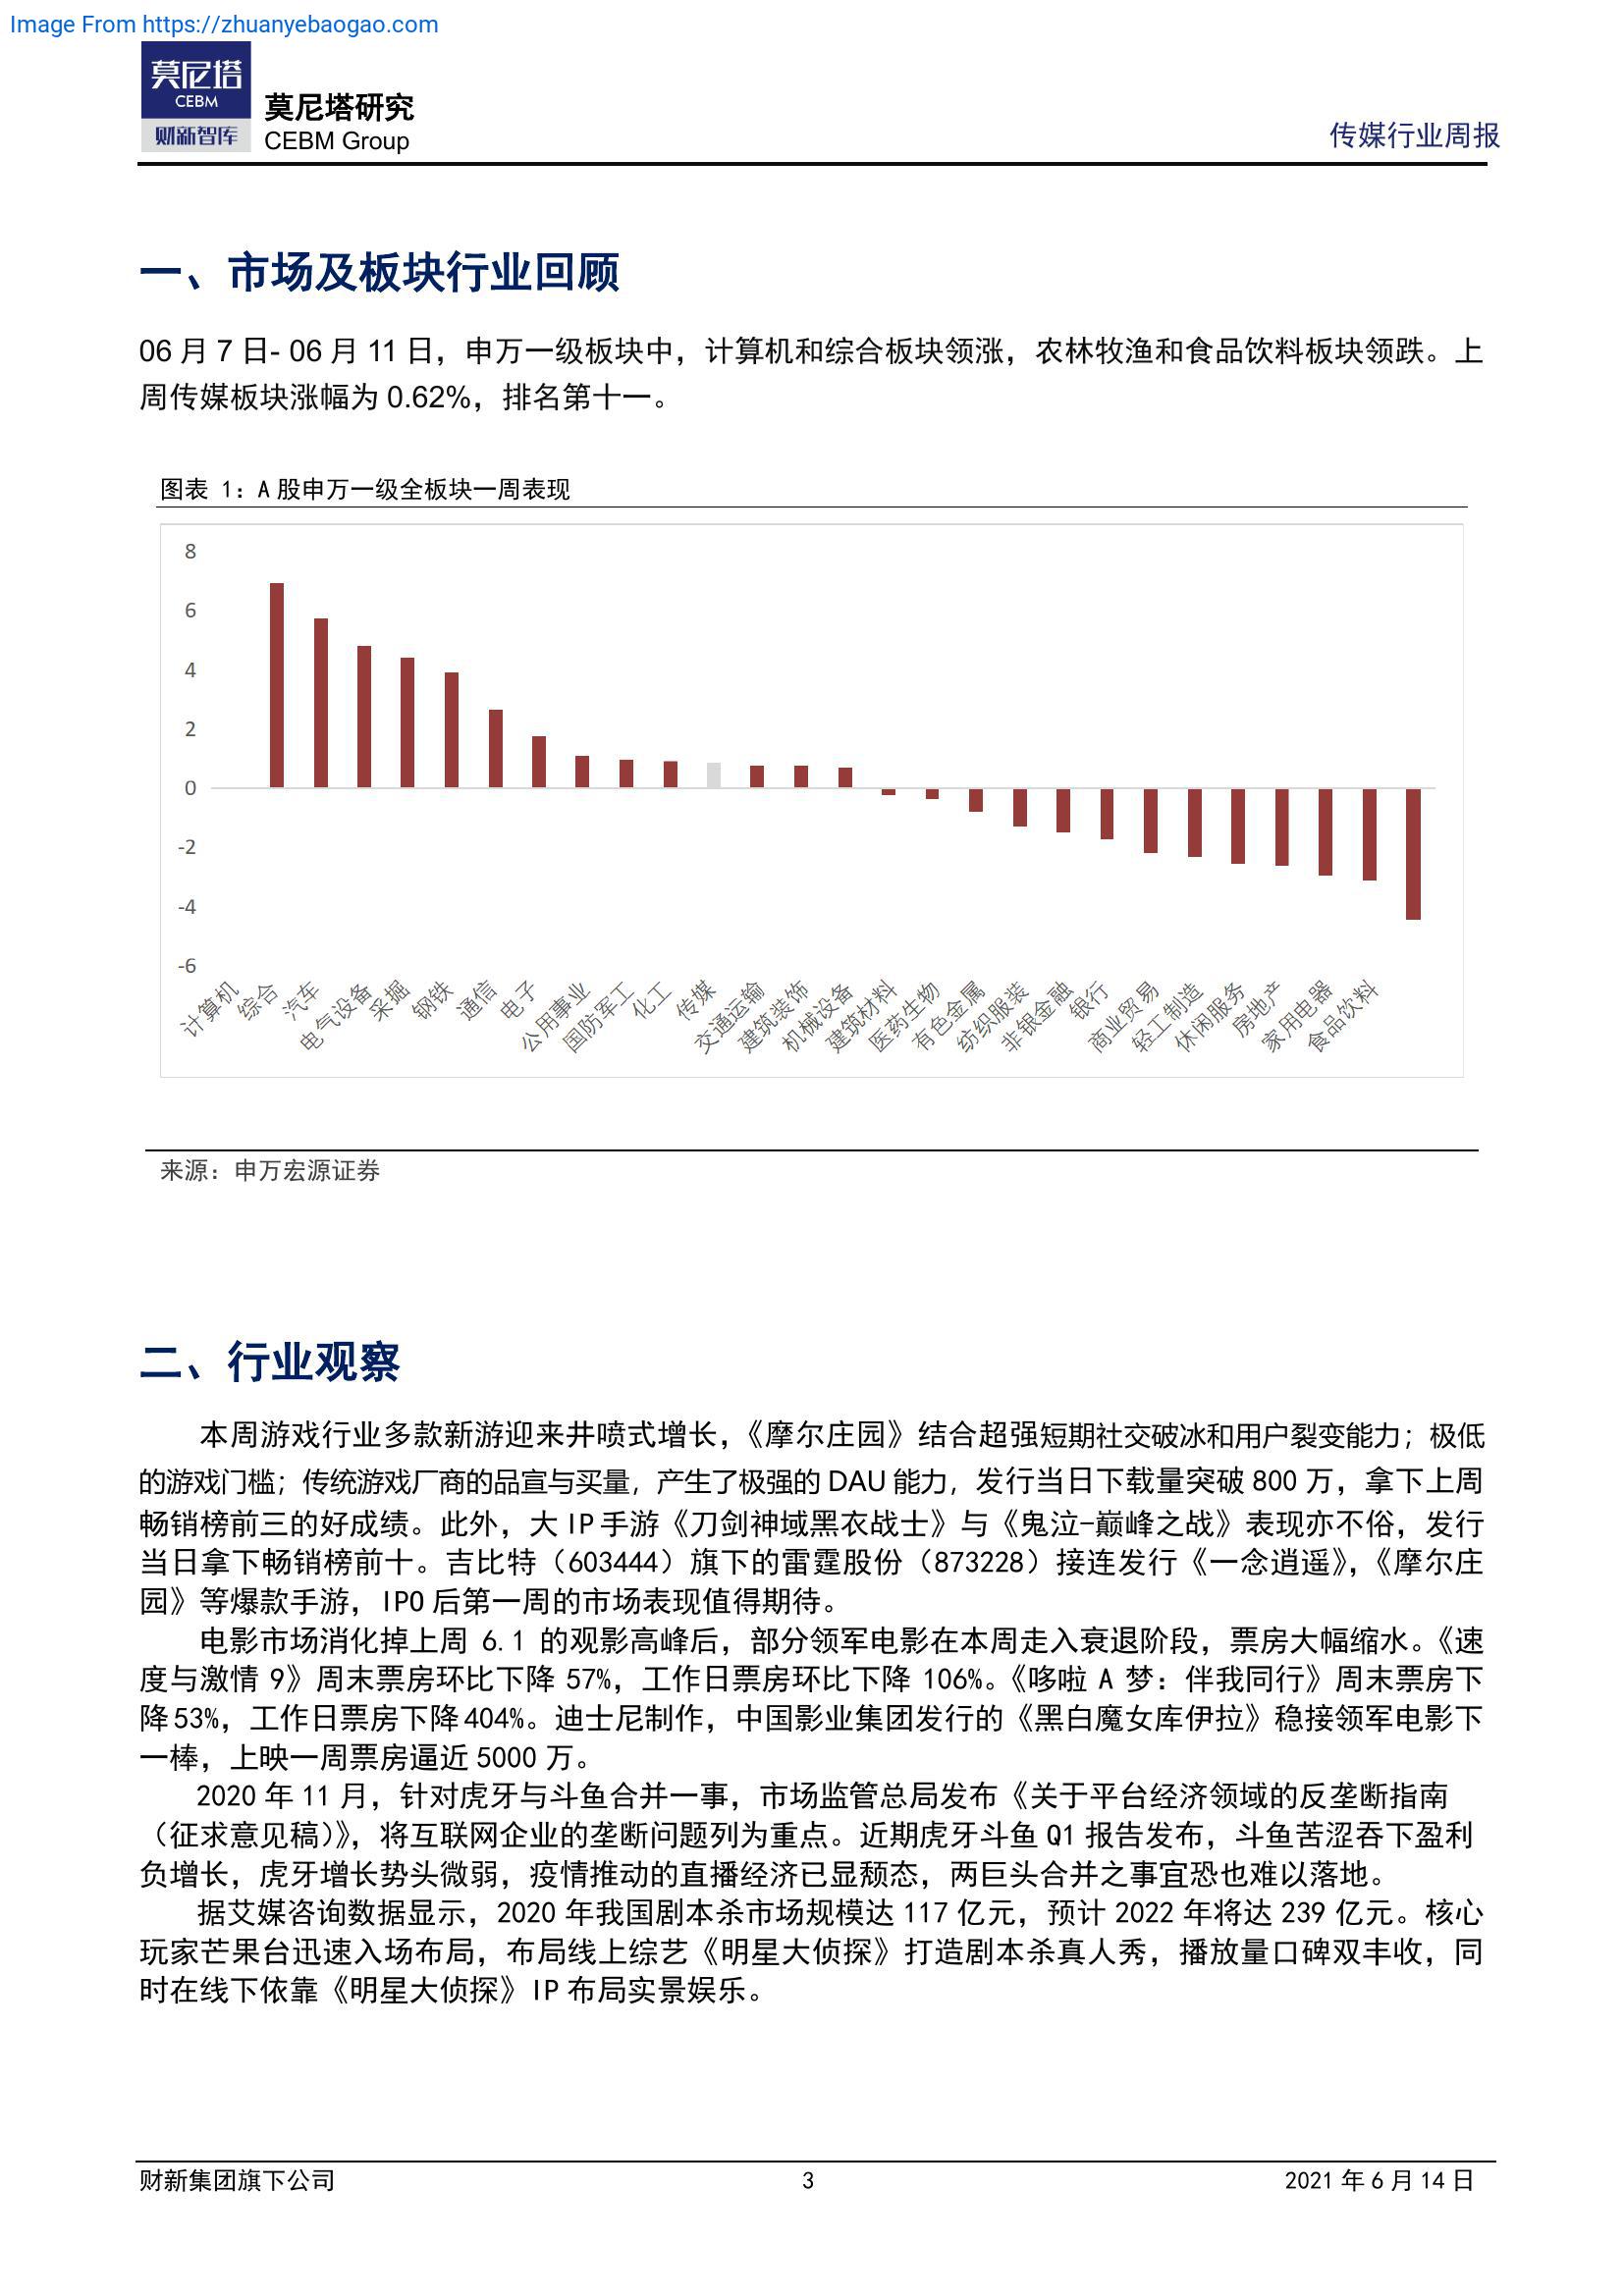 Image From https://zhuanyebaogao.com
莫尼塔
CEBM
财新智库
莫尼塔研究
CEBM Group
传媒行业周报
一、市场及板块行业回顾
06 月 7 日- 06 月 11 日，申万一级板块中，计算机和综合板块领涨，农林牧渔和食品饮料板块领跌。上
周传媒板块涨幅为 0.62%，排名第十一。
图表 1：A 股申万一级全板块一周表现
8
6
4
2
0
-2
-4
-6
计算机
综合
汽车
电气设备
采掘
钢铁
通信
电子
公用事业
国防军工
化工
传媒
交通运输
建筑装饰
机械设备
建筑材料
医药生物
有色金属
纺织服装
非银金融
银行
商业贸易
轻工制造
休闲服务
房地产
家用电器
食品饮料
来源：申万宏源证券
二、行业观察
本周游戏行业多款新游迎来井喷式增长，《摩尔庄园》结合超强短期社交破冰和用户裂变能力；极低
的游戏门槛；传统游戏厂商的品宣与买量，产生了极强的 DAU 能力，发行当日下载量突破 800 万，拿下上周
畅销榜前三的好成绩。此外，大 IP 手游《刀剑神域黑衣战士》与《鬼泣-巅峰之战》表现亦不俗，发行
当日拿下畅销榜前十。吉比特（603444）旗下的雷霆股份（873228）接连发行《一念逍遥》，《摩尔庄
园》等爆款手游，IPO 后第一周的市场表现值得期待。
电影市场消化掉上周 6.1 的观影高峰后，部分领军电影在本周走入衰退阶段，票房大幅缩水。《速
度与激情 9》周末票房环比下降 57%，工作日票房环比下降 106%。《哆啦 A 梦：伴我同行》周末票房下
降 53%，工作日票房下降 404%。迪士尼制作，中国影业集团发行的《黑白魔女库伊拉》稳接领军电影下
一棒，上映一周票房逼近 5000 万。
2020 年 11 月，针对虎牙与斗鱼合并一事，市场监管总局发布《关于平台经济领域的反垄断指南
（征求意见稿）》，将互联网企业的垄断问题列为重点。近期虎牙斗鱼 Q1 报告发布，斗鱼苦涩吞下盈利
负增长，虎牙增长势头微弱，疫情推动的直播经济已显颓态，两巨头合并之事宜恐也难以落地。
据艾媒咨询数据显示，2020 年我国剧本杀市场规模达 117 亿元，预计 2022 年将达 239 亿元。核心
玩家芒果台迅速入场布局，布局线上综艺《明星大侦探》打造剧本杀真人秀，播放量口碑双丰收，同
时在线下依靠《明星大侦探》IP 布局实景娱乐。
财新集团旗下公司
3
2021 年 6 月 14 日